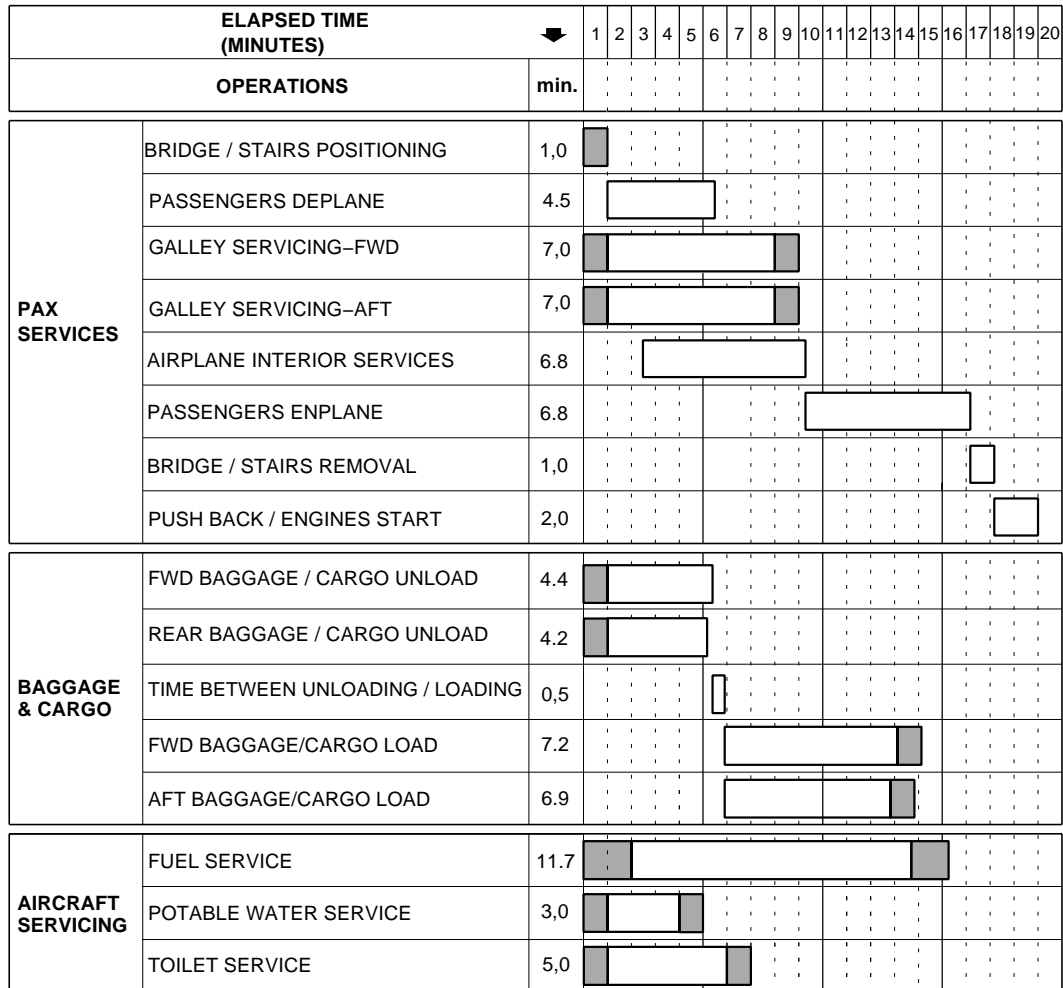 ELAPSED TIME
(MINUTES) 1 2 3 4 5 6 7 8 9 10 11 12 13 14 15 16 17 18 19 20
OPERATIONS min.
PAX
SERVICES
BRIDGE / STAIRS POSITIONING 1,0
PASSENGERS DEPLANE 4.5
GALLEY SERVICING–FWD 7,0
GALLEY SERVICING–AFT 7,0
AIRPLANE INTERIOR SERVICES 6.8
PASSENGERS ENPLANE 6.8
BRIDGE / STAIRS REMOVAL 1,0
PUSH BACK / ENGINES START 2,0
BAGGAGE
& CARGO
FWD BAGGAGE / CARGO UNLOAD 4.4
REAR BAGGAGE / CARGO UNLOAD 4.2
TIME BETWEEN UNLOADING / LOADING 0,5
FWD BAGGAGE/CARGO LOAD 7.2
AFT BAGGAGE/CARGO LOAD 6.9
AIRCRAFT
SERVICING
FUEL SERVICE 11.7
POTABLE WATER SERVICE 3,0
TOILET SERVICE 5,0